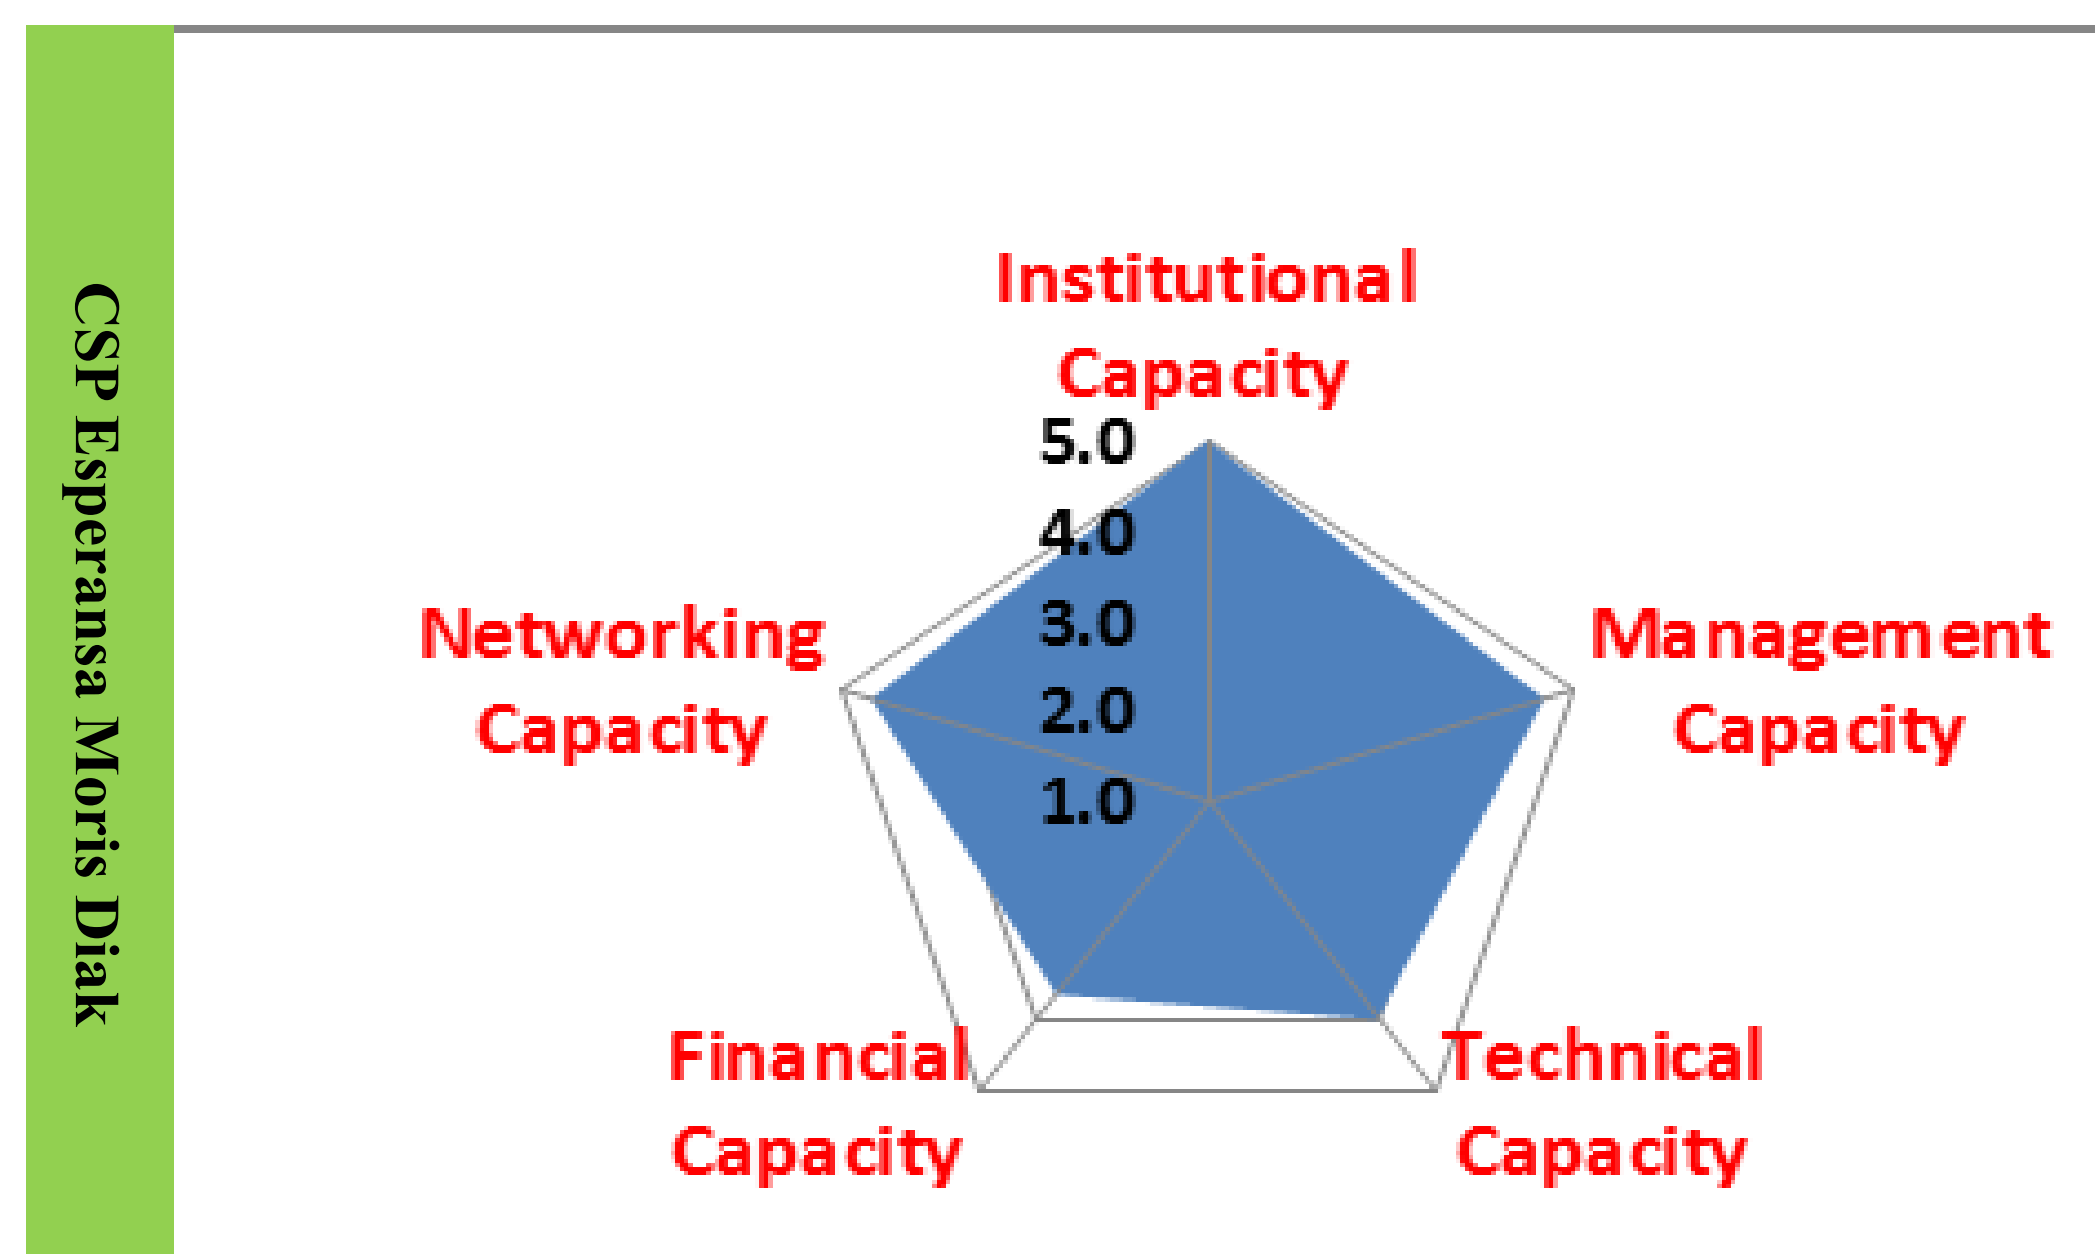 CSP Esperansa Moris Diak
Institutional
Capacity
5.0
4.0
3.0
2.0
1.0
Networking
Capacity
Management
Capacity
Financial
Capacity
Technical
Capacity